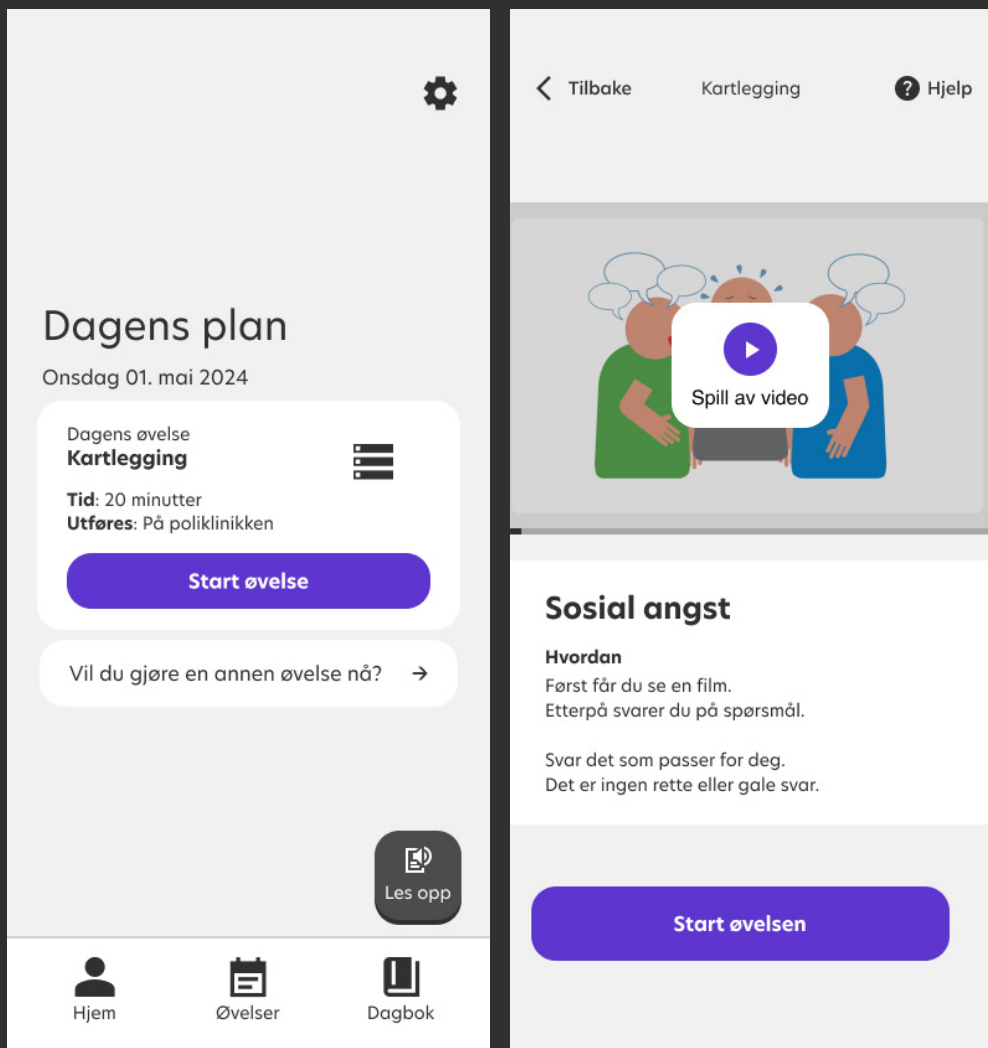 Dagens plan
Onsdag 01. mai 2024
Dagens øvelse
Kartlegging
Tid: 20 minutter
Utføres: På poliklinikken
Start øvelse
Vil du gjøre en annen øvelse nå? →
Les opp
Hjem
Øvelser
Dagbok
Tilbake
Kartlegging
? Hjelp
Spill av video
Sosial angst
Hvordan
Først får du se en film.
Etterpå svarer du på spørsmål.
Svar det som passer for deg.
Det er ingen rette eller gale svar.
Start øvelsen